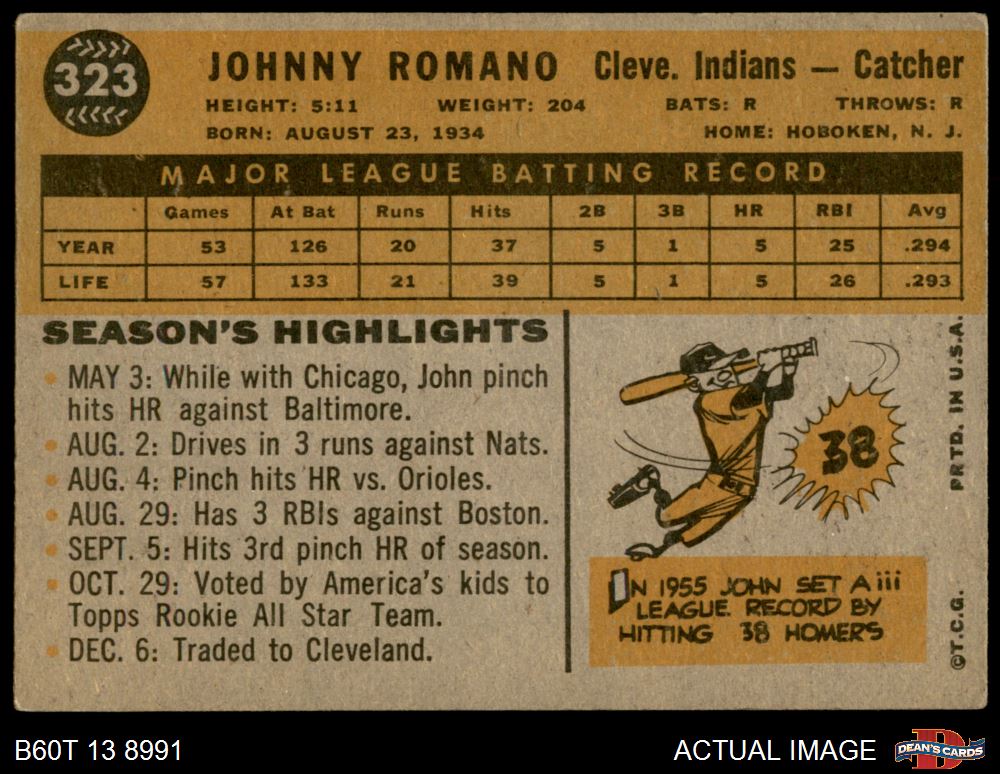 323
JOHNNY ROMANO Cleve. Indians — Catcher
HEIGHT: 5:11 WEIGHT: 204 BATS: R THROWS: R
BORN: AUGUST 23, 1934 HOME: HOBOKEN, N. J.
MAJOR LEAGUE BATTING RECORD
Games At Bat Runs Hits 2B 3B HR RBI Avg
YEAR 53 126 20 37 5 1 5 25 .294
LIFE 57 133 21 39 5 1 5 26 .293
SEASON'S HIGHLIGHTS
• MAY 3: While with Chicago, John pinch
hits HR against Baltimore.
• AUG. 2: Drives in 3 runs against Nats.
• AUG. 4: Pinch hits HR vs. Orioles.
• AUG. 29: Has 3 RBIs against Boston.
• SEPT. 5: Hits 3rd pinch HR of season.
• OCT. 29: Voted by America's kids to
Topps Rookie All Star Team.
• DEC. 6: Traded to Cleveland.
38
IN 1955 JOHN SET A iii
LEAGUE RECORD BY
HITTING 38 HOMERS
©T.C.G. PRTD. IN U.S.A.
B60T 13 8991 ACTUAL IMAGE
D
DEAN'S CARDS